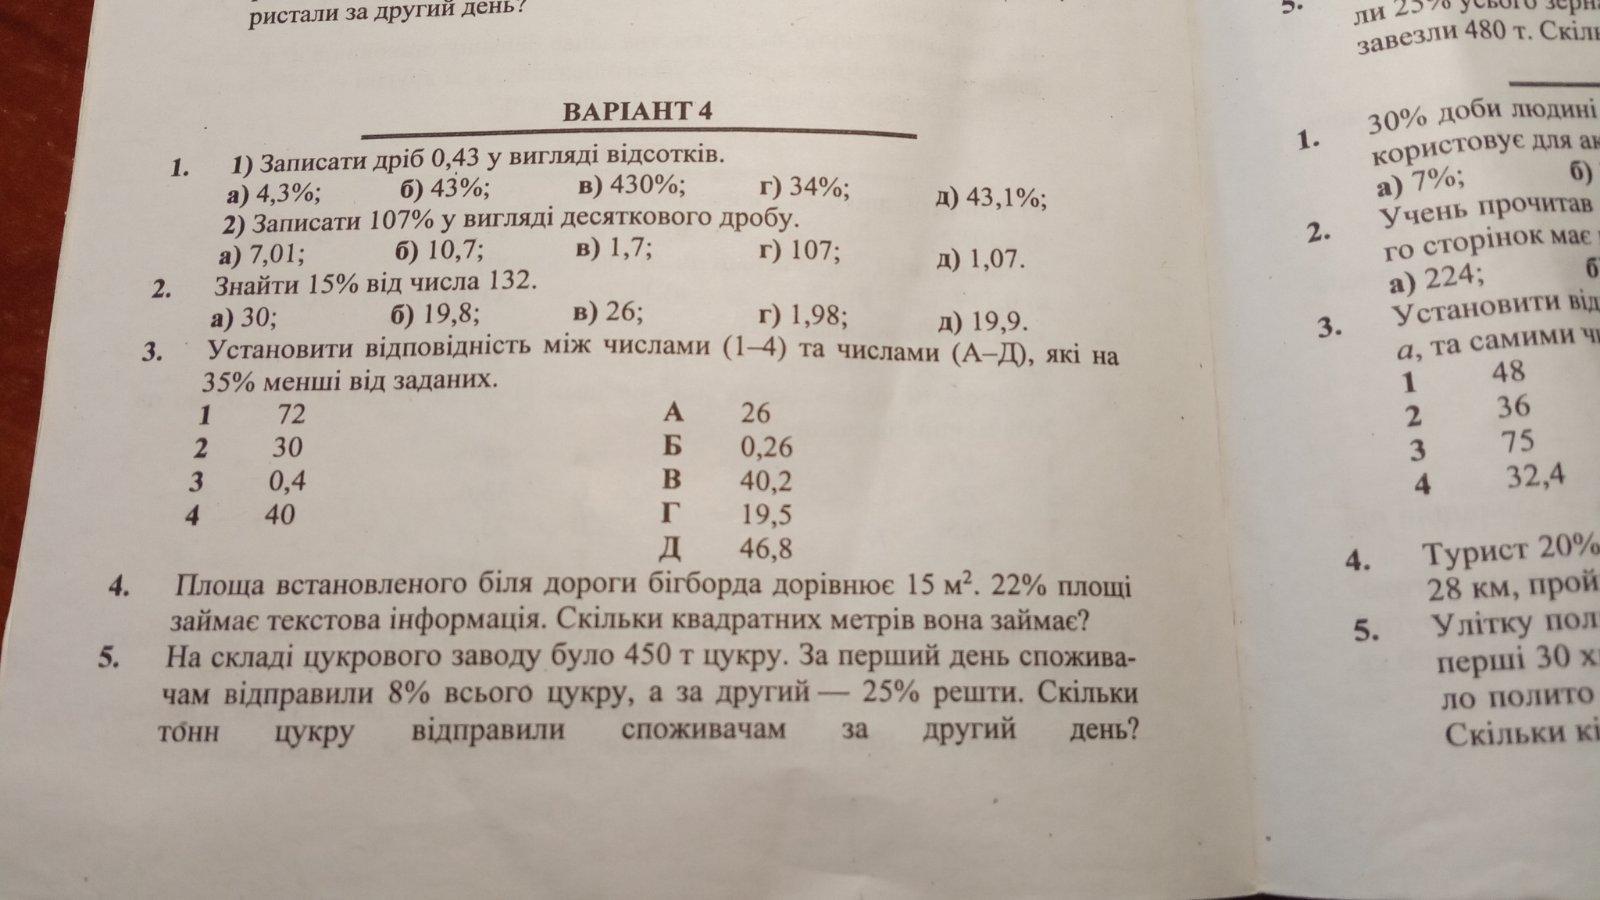 ристали за другий день?
ВАРІАНТ 4
1. 1) Записати дріб 0,43 у вигляді відсотків.
а) 4,3%; б) 43%; в) 430%; г) 34%; д) 43,1%;
2) Записати 107% у вигляді десяткового дробу.
а) 7,01; б) 10,7; в) 1,7; г) 107; д) 1,07.
2. Знайти 15% від числа 132.
а) 30; б) 19,8; в) 26; г) 1,98; д) 19,9.
3. Установити відповідність між числами (1–4) та числами (А–Д), які на
35% менші від заданих.
1 72 А 26
2 30 Б 0,26
3 0,4 В 40,2
4 40 Г 19,5
Д 46,8
4. Площа встановленого біля дороги бігборда дорівнює 15 м². 22% площі
займає текстова інформація. Скільки квадратних метрів вона займає?
5. На складі цукрового заводу було 450 т цукру. За перший день спожива-
чам відправили 8% всього цукру, а за другий — 25% решти. Скільки
тонн цукру відправили споживачам за другий день?
5. ли 25% усього
завезли 480 т.
1. 30% доби людині
користовує для
а) 7%; б)
2. Учень прочитав
го сторінок має
а) 224;
3. Установити
а, та самими
1 48
2 36
3 75
4 32,4
4. Турист 20%
28 км,
5. Улітку
перші 30
ло полито
Скільки